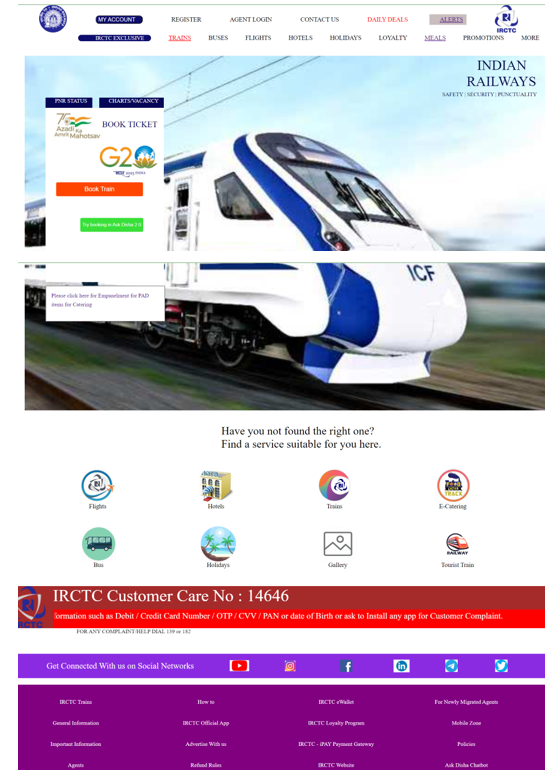 MY ACCOUNT REGISTER AGENT LOGIN CONTACT US DAILY DEALS ALERTS
IRCTC
IRCTC EXCLUSIVE TRAINS BUSES FLIGHTS HOTELS HOLIDAYS LOYALTY MEALS PROMOTIONS MORE
INDIAN
RAILWAYS
SAFETY | SECURITY | PUNCTUALITY
PNR STATUS CHARTS/VACANCY
Azadi Ka
Amrit Mahotsav
BOOK TICKET
G20
Book Train
Try booking in Ask Disha 2.0
ICF
Please click here for Empanelment for PAD
items for Catering
Have you not found the right one?
Find a service suitable for you here.
Flights Hotels Trains E-Catering
TRACK
RAILWAY
Bus Holidays Gallery Tourist Train
IRCTC Customer Care No : 14646
formation such as Debit / Credit Card Number / OTP / CVV / PAN or date of Birth or ask to Install any app for Customer Complaint.
FOR ANY COMPLAINT/HELP DIAL 139 or 182
Get Connected With us on Social Networks
IRCTC Trains How to IRCTC eWallet For Newly Migrated Agents
General Information IRCTC Official App IRCTC Loyalty Program Mobile Zone
Important Information Advertise With us IRCTC - iPAY Payment Gateway Policies
Agents Refund Rules IRCTC Website Ask Disha Chatbot